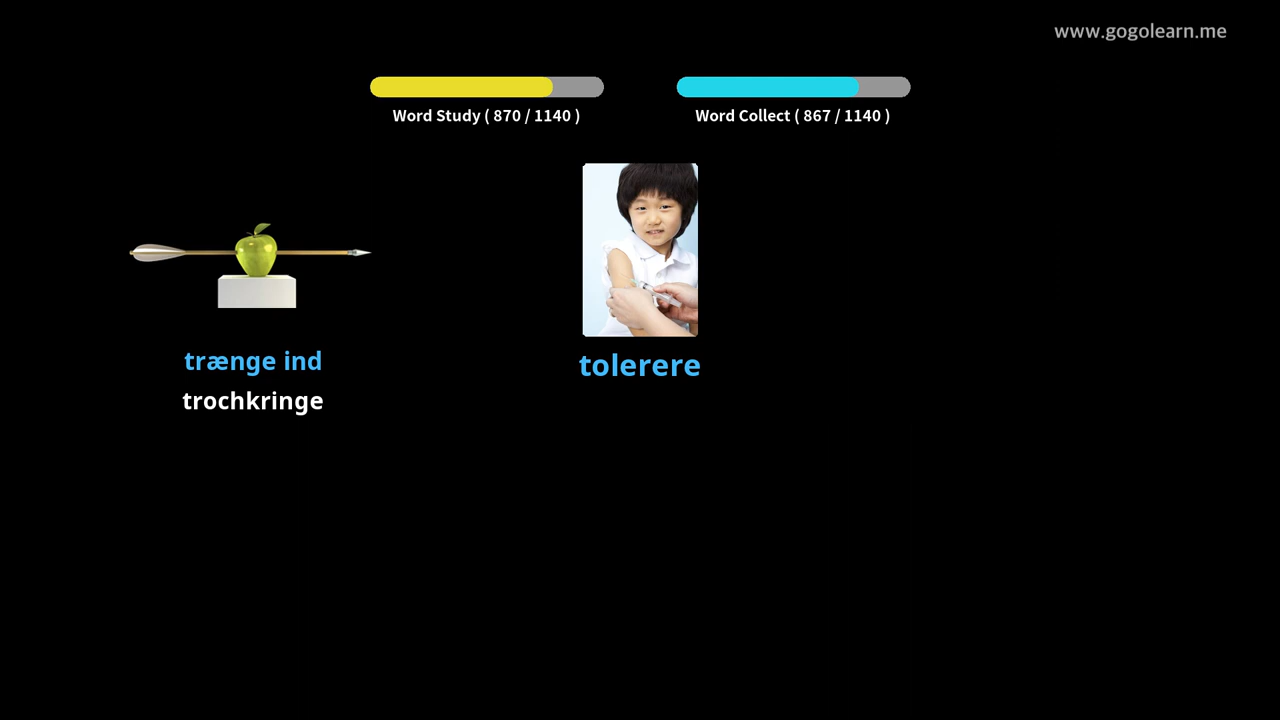 www.gogolearn.me
Word Study ( 870 / 1140 )
Word Collect ( 867 / 1140 )
trænge ind
trochkringe
tolerere